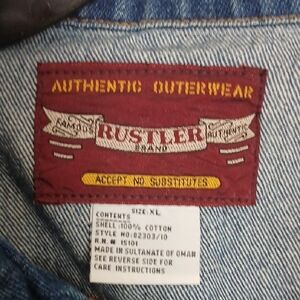 AUTHENTIC OUTERWEAR
FAMOUS RUSTLER AUTHENTIC
BRAND
ACCEPT NO SUBSTITUTES
SIZE: XL
CONTENTS
SHELL:100% COTTON
STYLE NO:82303/10
R.N.# 15101
MADE IN SULTANATE OF OMAN
SEE REVERSE SIDE FOR
CARE INSTRUCTIONS